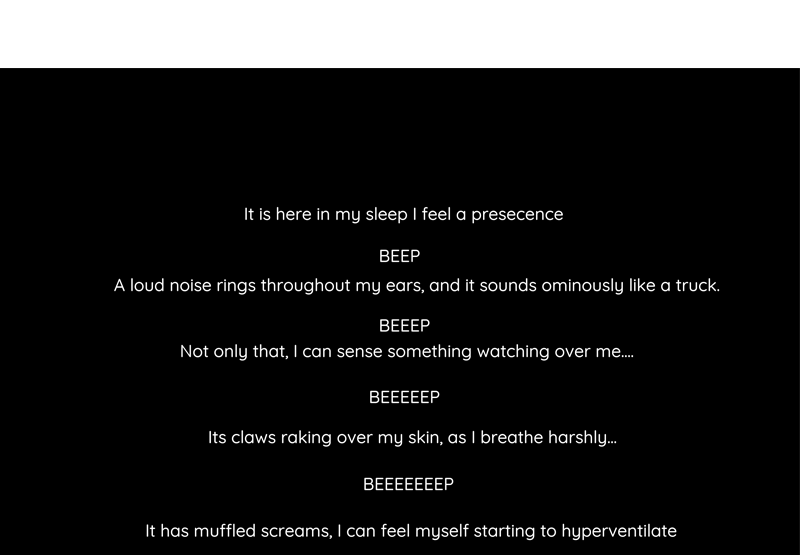 It is here in my sleep I feel a presecence
BEEP
A loud noise rings throughout my ears, and it sounds ominously like a truck.
BEEEP
Not only that, I can sense something watching over me....
BEEEEEP
Its claws raking over my skin, as I breathe harshly...
BEEEEEEEP
It has muffled screams, I can feel myself starting to hyperventilate